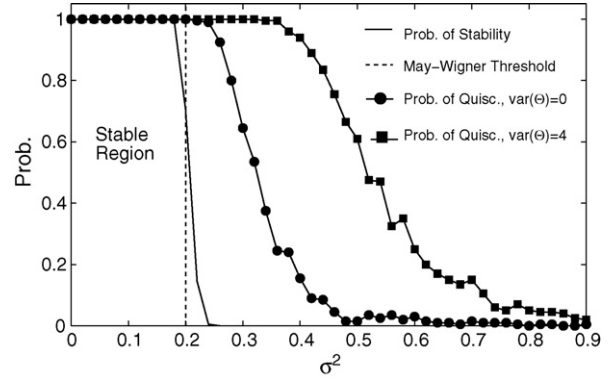 1
0.8
0.6
0.4
0.2
0
Prob.
Stable
Region
Prob. of Stability
May-Wigner Threshold
Prob. of Quisc., var(Θ)=0
Prob. of Quisc., var(Θ)=4
0 0.1 0.2 0.3 0.4 0.5 0.6 0.7 0.8 0.9
σ²